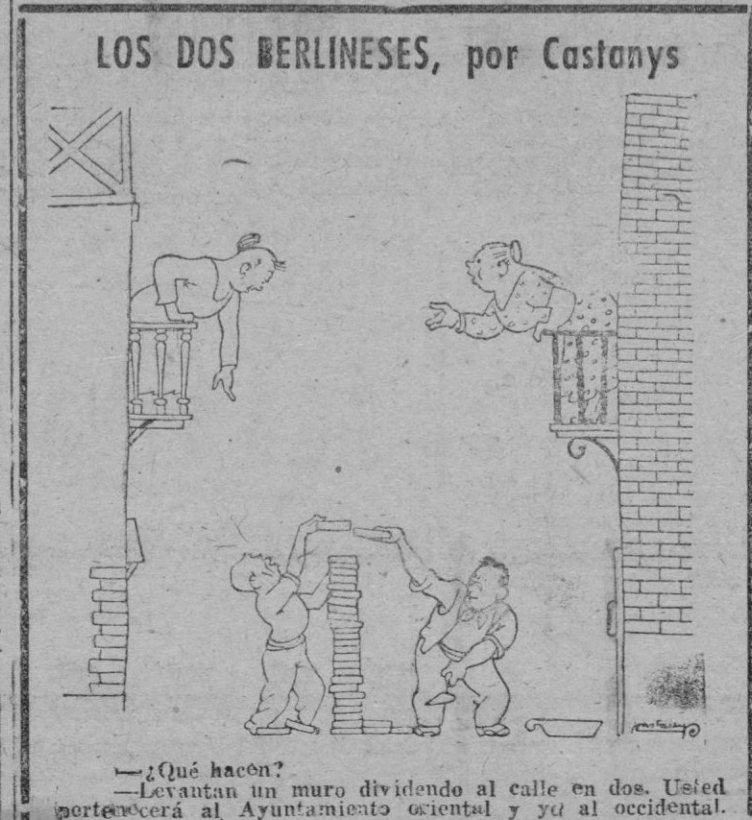 LOS DOS BERLINESES, por Castanys
castanys
—¿Qué hacen?
—Levantan un muro dividendo al calle en dos. Usted
pertenecerá al Ayuntamiento oriental y yo al occidental.